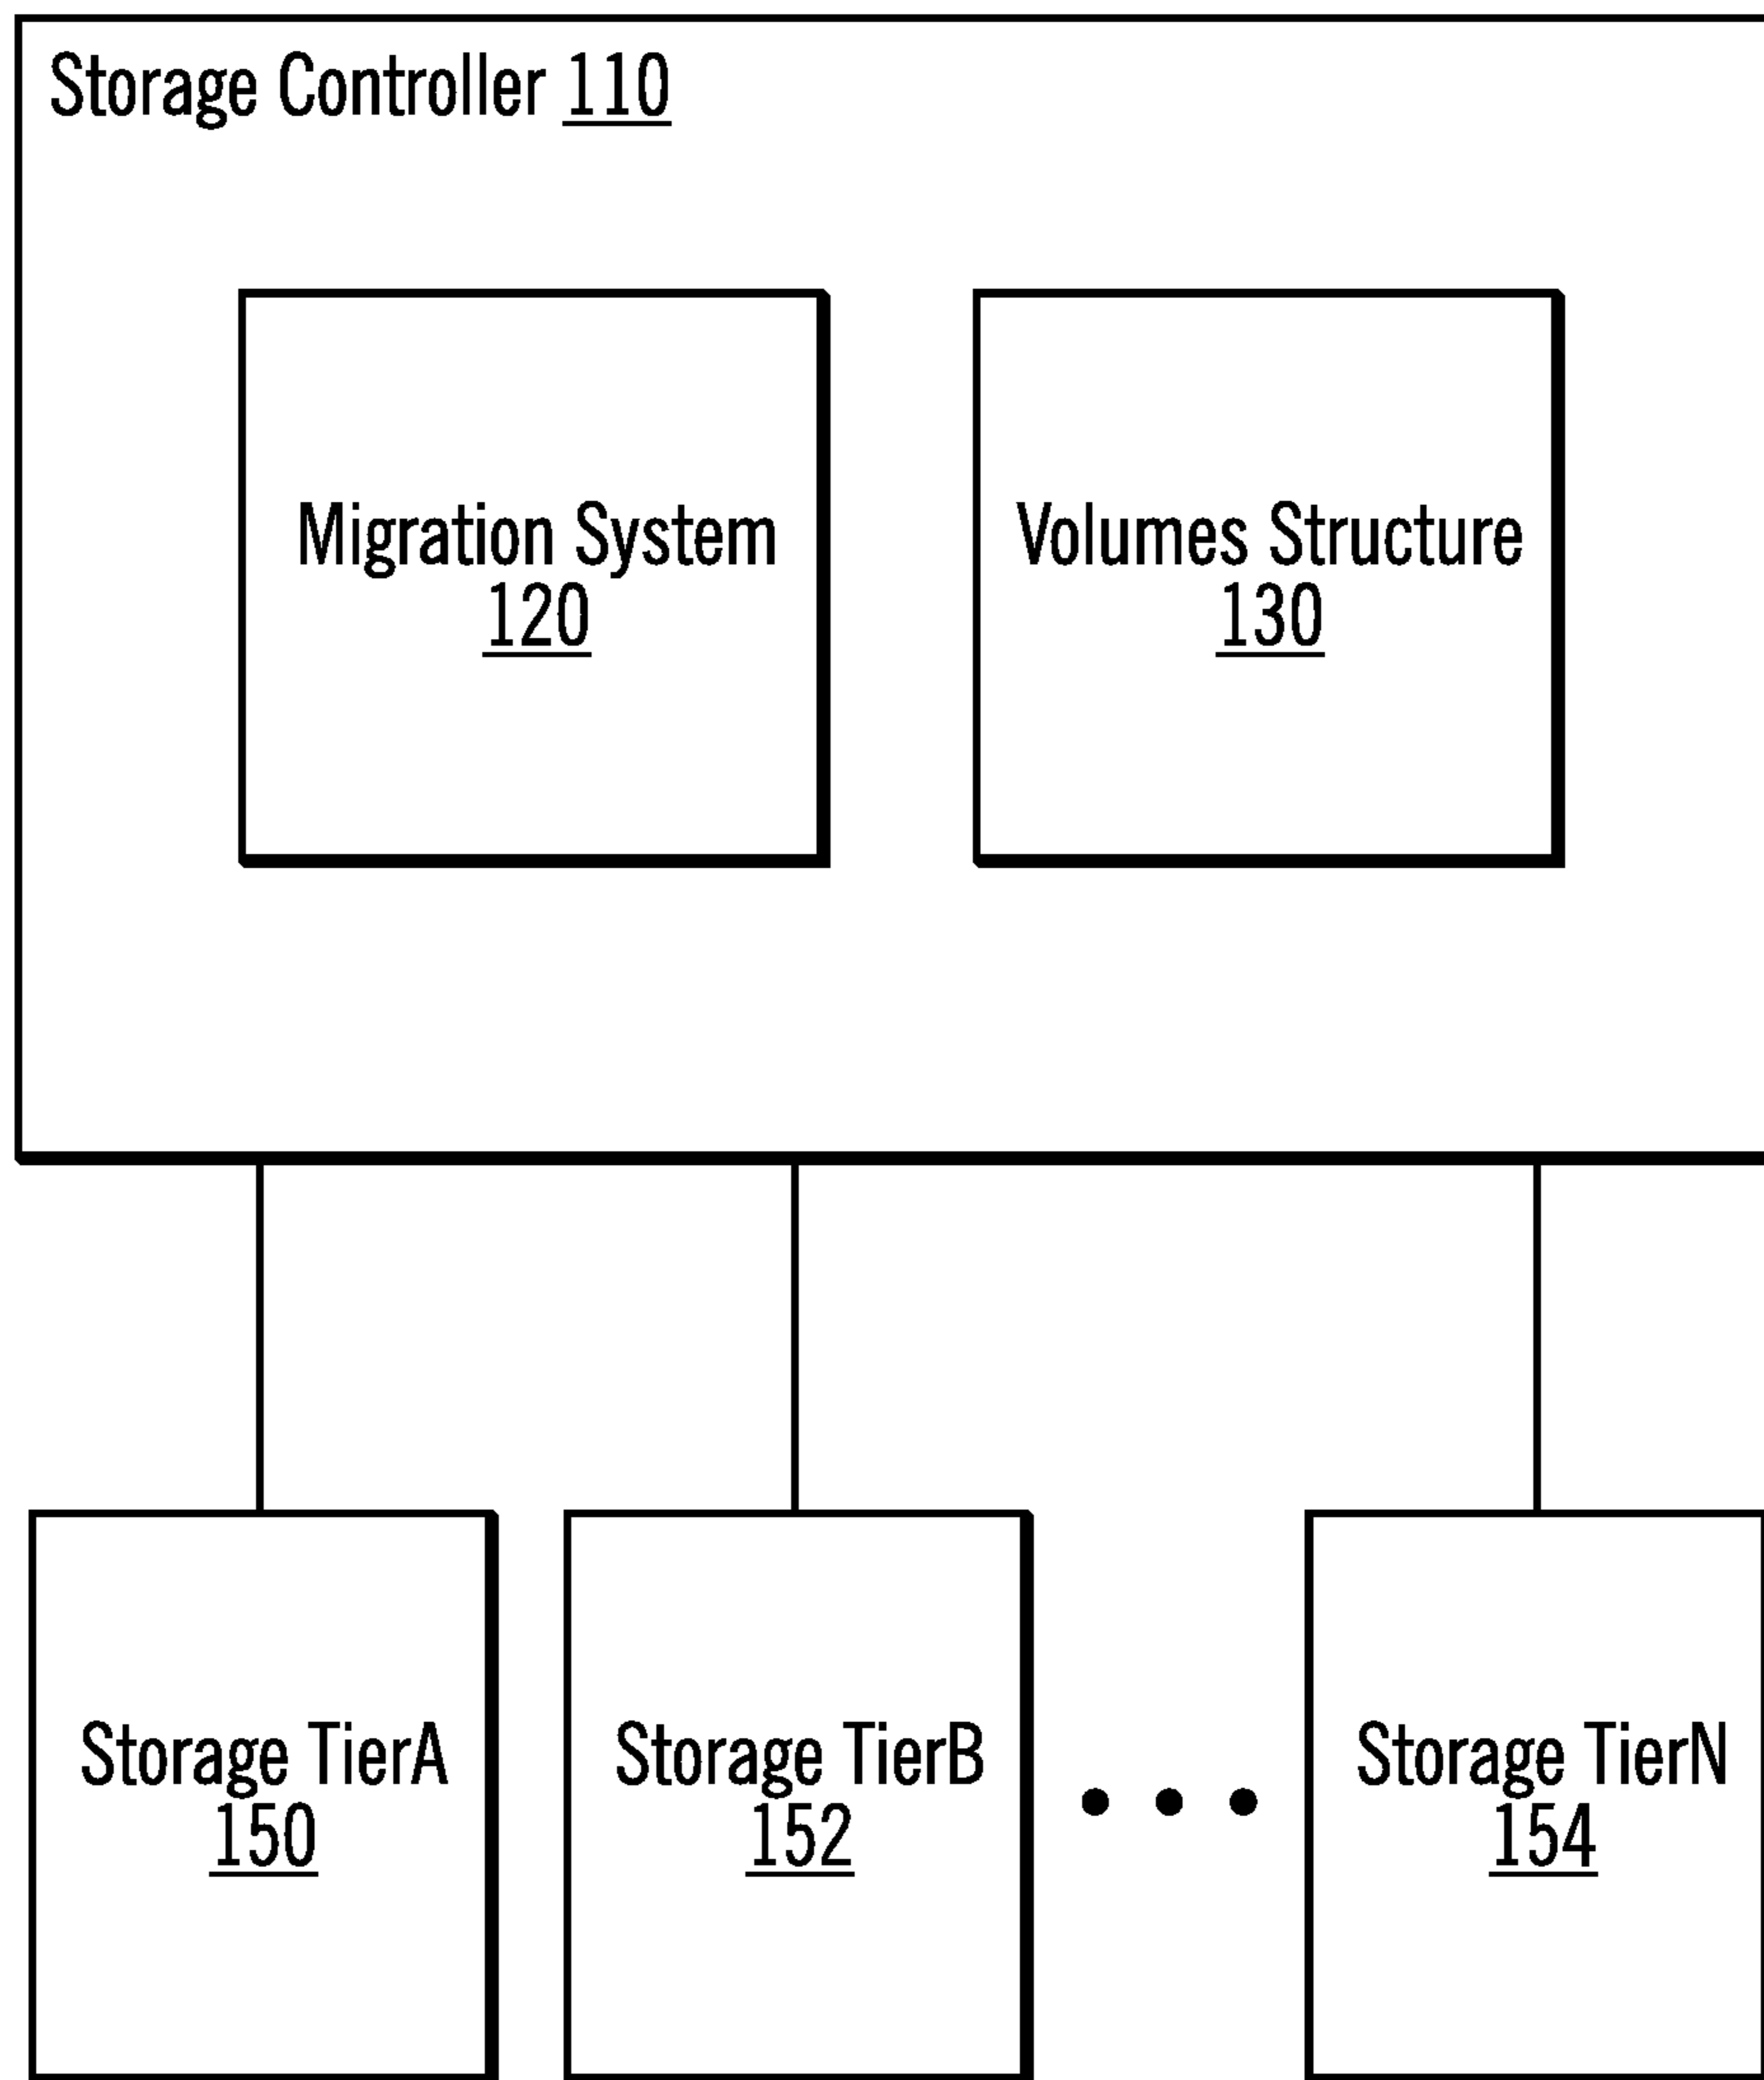 Storage Controller 110
Migration System
120
Volumes Structure
130
Storage TierA
150
Storage TierB
152
Storage TierN
154